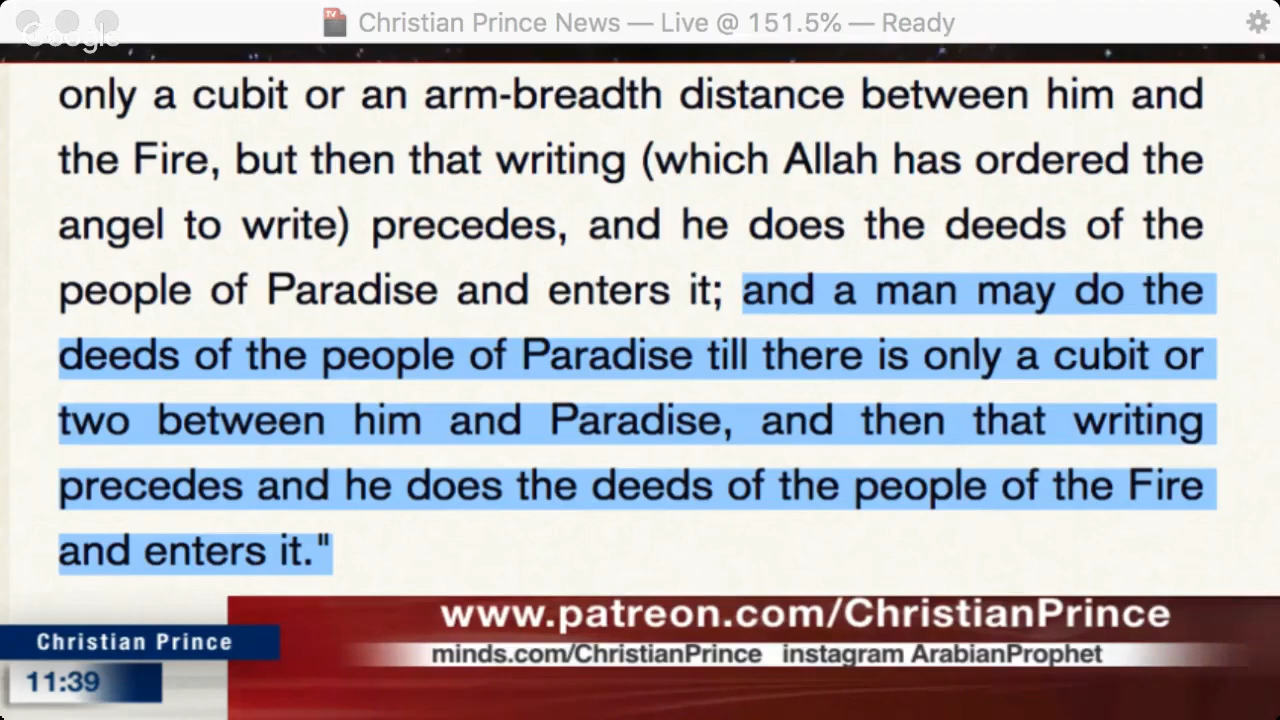 Christian Prince News — Live @ 151.5% — Ready
Google
only a cubit or an arm-breadth distance between him and
the Fire, but then that writing (which Allah has ordered the
angel to write) precedes, and he does the deeds of the
people of Paradise and enters it; and a man may do the
deeds of the people of Paradise till there is only a cubit or
two between him and Paradise, and then that writing
precedes and he does the deeds of the people of the Fire
and enters it."
www.patreon.com/ChristianPrince
Christian Prince
minds.com/ChristianPrince instagram ArabianProphet
11:39